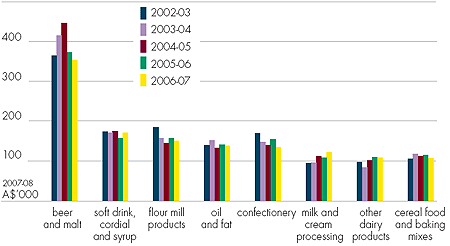 2002-03
2003-04
2004-05
2005-06
2006-07
400
300
200
100
2007-08
A$'000
beer
and malt
soft drink,
cordial
and syrup
flour mill
products
oil
and fat
confectionery
milk and
cream
processing
other
dairy
products
cereal food
and baking
mixes